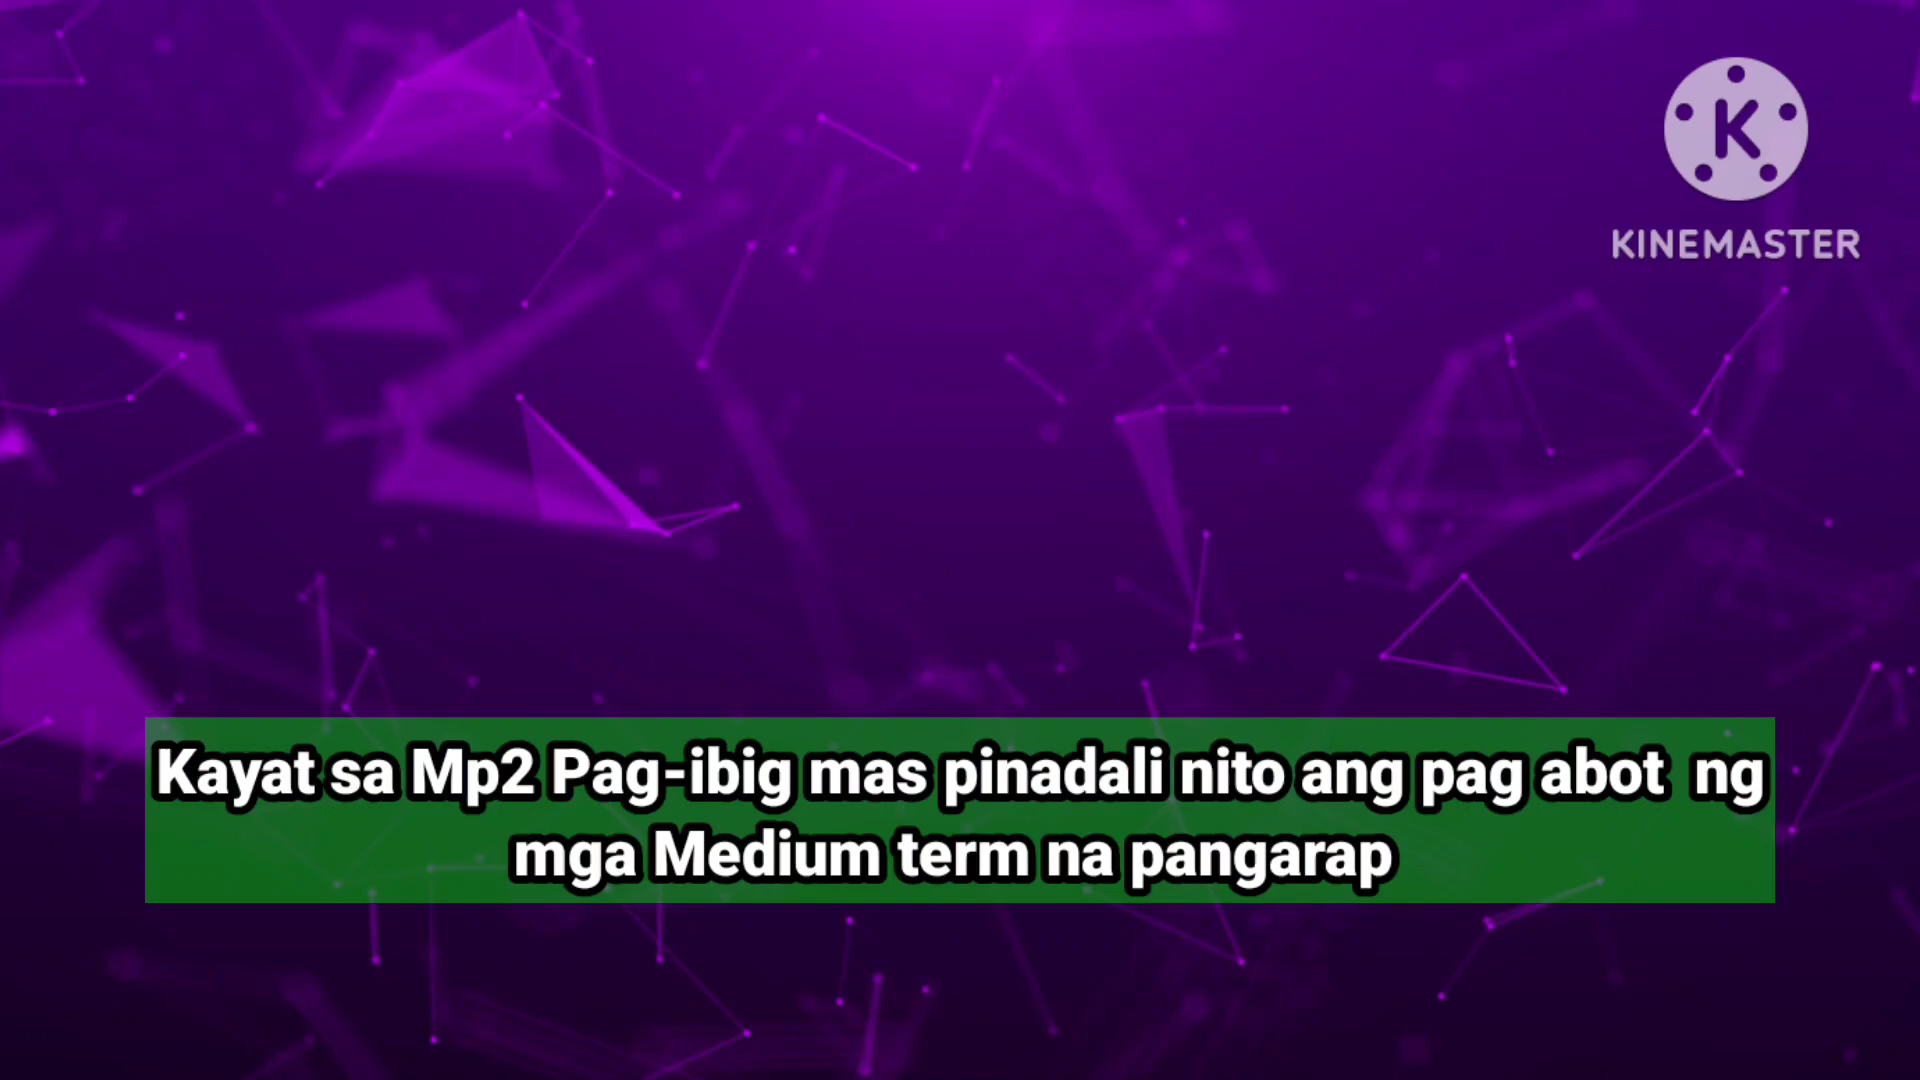 K
KINEMASTER
Kayat sa Mp2 Pag-ibig mas pinadali nito ang pag abot  ng
mga Medium term na pangarap